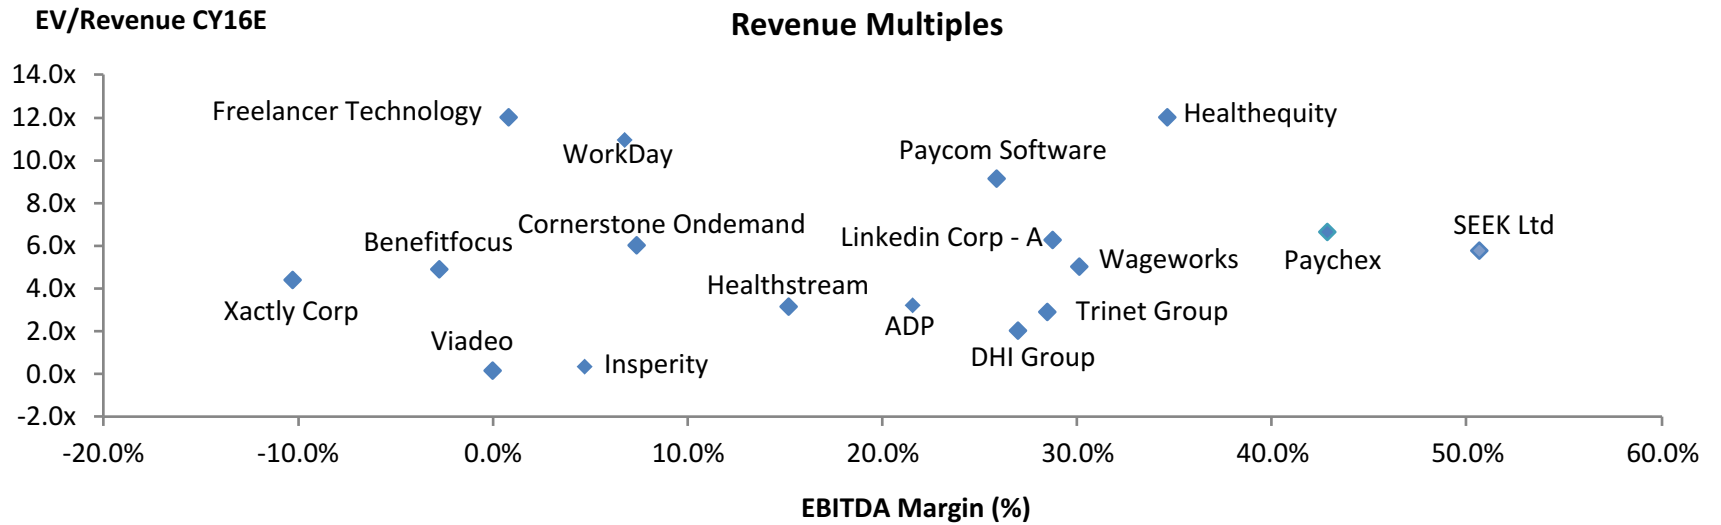 EV/Revenue CY16E
Revenue Multiples
14.0x
12.0x
10.0x
8.0x
6.0x
4.0x
2.0x
0.0x
-2.0x
Freelancer Technology
Healthequity
WorkDay
Paycom Software
Cornerstone Ondemand
SEEK Ltd
Benefitfocus
Linkedin Corp - A
Wageworks
Paychex
Healthstream
Xactly Corp
Trinet Group
ADP
Viadeo
DHI Group
Insperity
-20.0%
-10.0%
0.0%
10.0%
20.0%
30.0%
40.0%
50.0%
60.0%
EBITDA Margin (%)